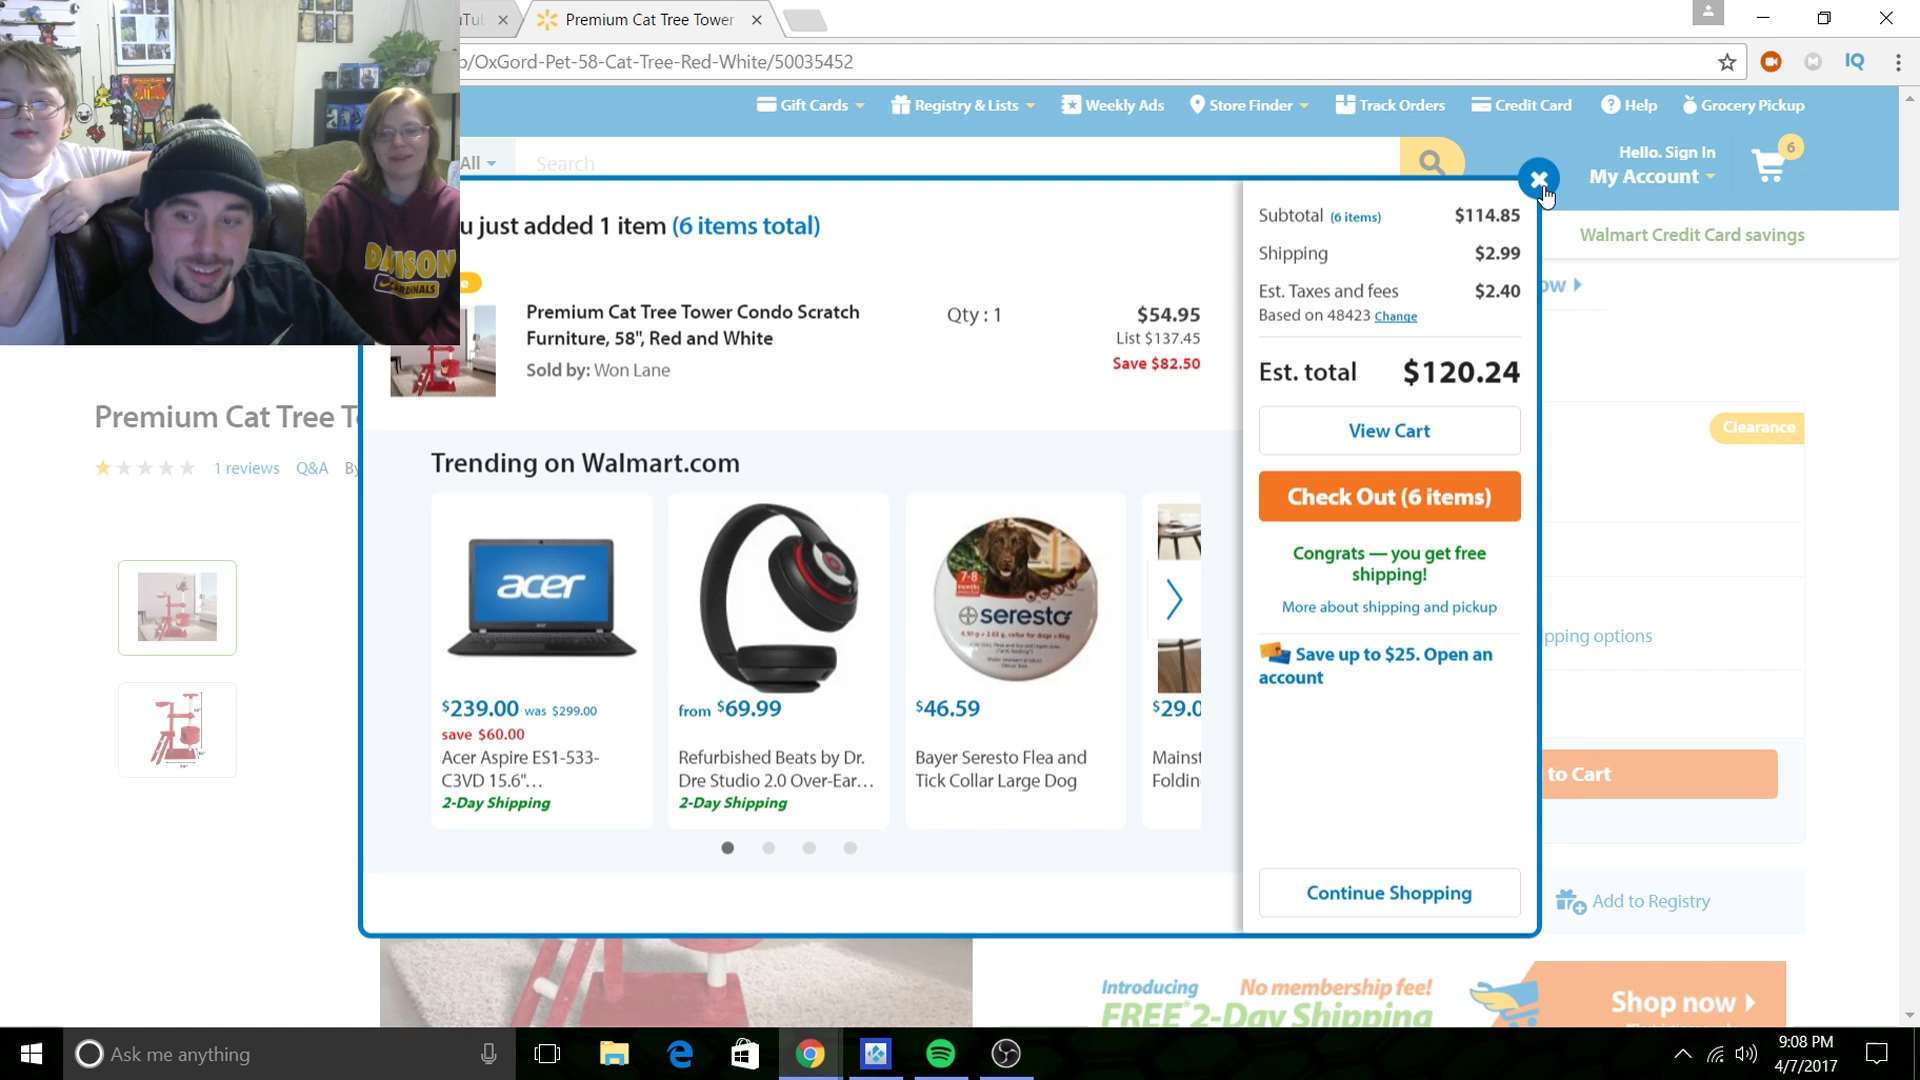 Premium Cat Tree Tower
/OxGord-Pet-58-Cat-Tree-Red-White/50035452
IQ
Gift Cards
Registry & Lists
Weekly Ads
Store Finder
Track Orders
Credit Card
Help
Grocery Pickup
All
Search
Hello. Sign In
My Account
6
Walmart Credit Card savings
u just added 1 item (6 items total)
DAVISON
CARDINALS
Premium Cat Tree Tower Condo Scratch
Furniture, 58", Red and White
Sold by: Won Lane
Qty : 1
$54.95
List $137.45
Save $82.50
Subtotal (6 items) $114.85
Shipping $2.99
Est. Taxes and fees $2.40
Based on 48423 Change
Est. total $120.24
View Cart
Check Out (6 items)
Congrats — you get free
shipping!
More about shipping and pickup
Save up to $25. Open an
account
Continue Shopping
ow
Premium Cat Tree T
1 reviews
Q&A
By
Clearance
Trending on Walmart.com
acer
$239.00 was $299.00
save $60.00
Acer Aspire ES1-533-
C3VD 15.6"...
2-Day Shipping
from $69.99
Refurbished Beats by Dr.
Dre Studio 2.0 Over-Ear...
2-Day Shipping
7-8
seresto
$46.59
Bayer Seresto Flea and
Tick Collar Large Dog
$29.0
Mainst
Foldin
pping options
to Cart
Add to Registry
Introducing
No membership fee!
FREE 2-Day Shipping
Shop now
Ask me anything
9:08 PM
4/7/2017